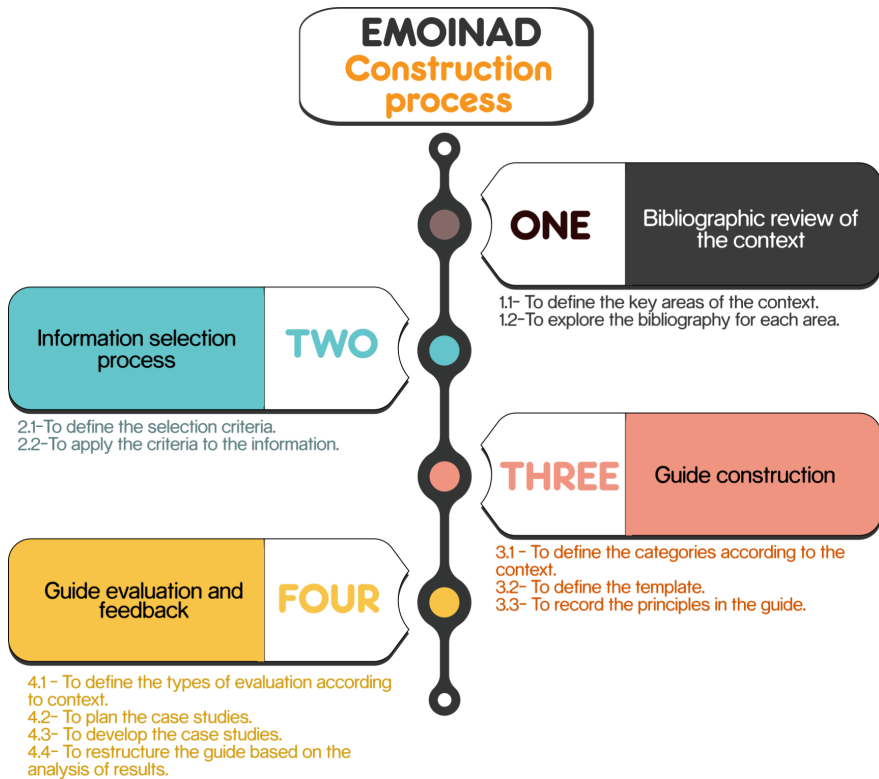 EMOINAD
Construction
process
ONE
Bibliographic review of
the context
1.1- To define the key areas of the context.
1.2-To explore the bibliography for each area.
Information selection
process
TWO
2.1-To define the selection criteria.
2.2-To apply the criteria to the information.
THREE
Guide construction
3.1 - To define the categories according to the
context.
3.2- To define the template.
3.3- To record the principles in the guide.
Guide evaluation and
feedback
FOUR
4.1 - To define the types of evaluation according
to context.
4.2- To plan the case studies.
4.3- To develop the case studies.
4.4- To restructure the guide based on the
analysis of results.